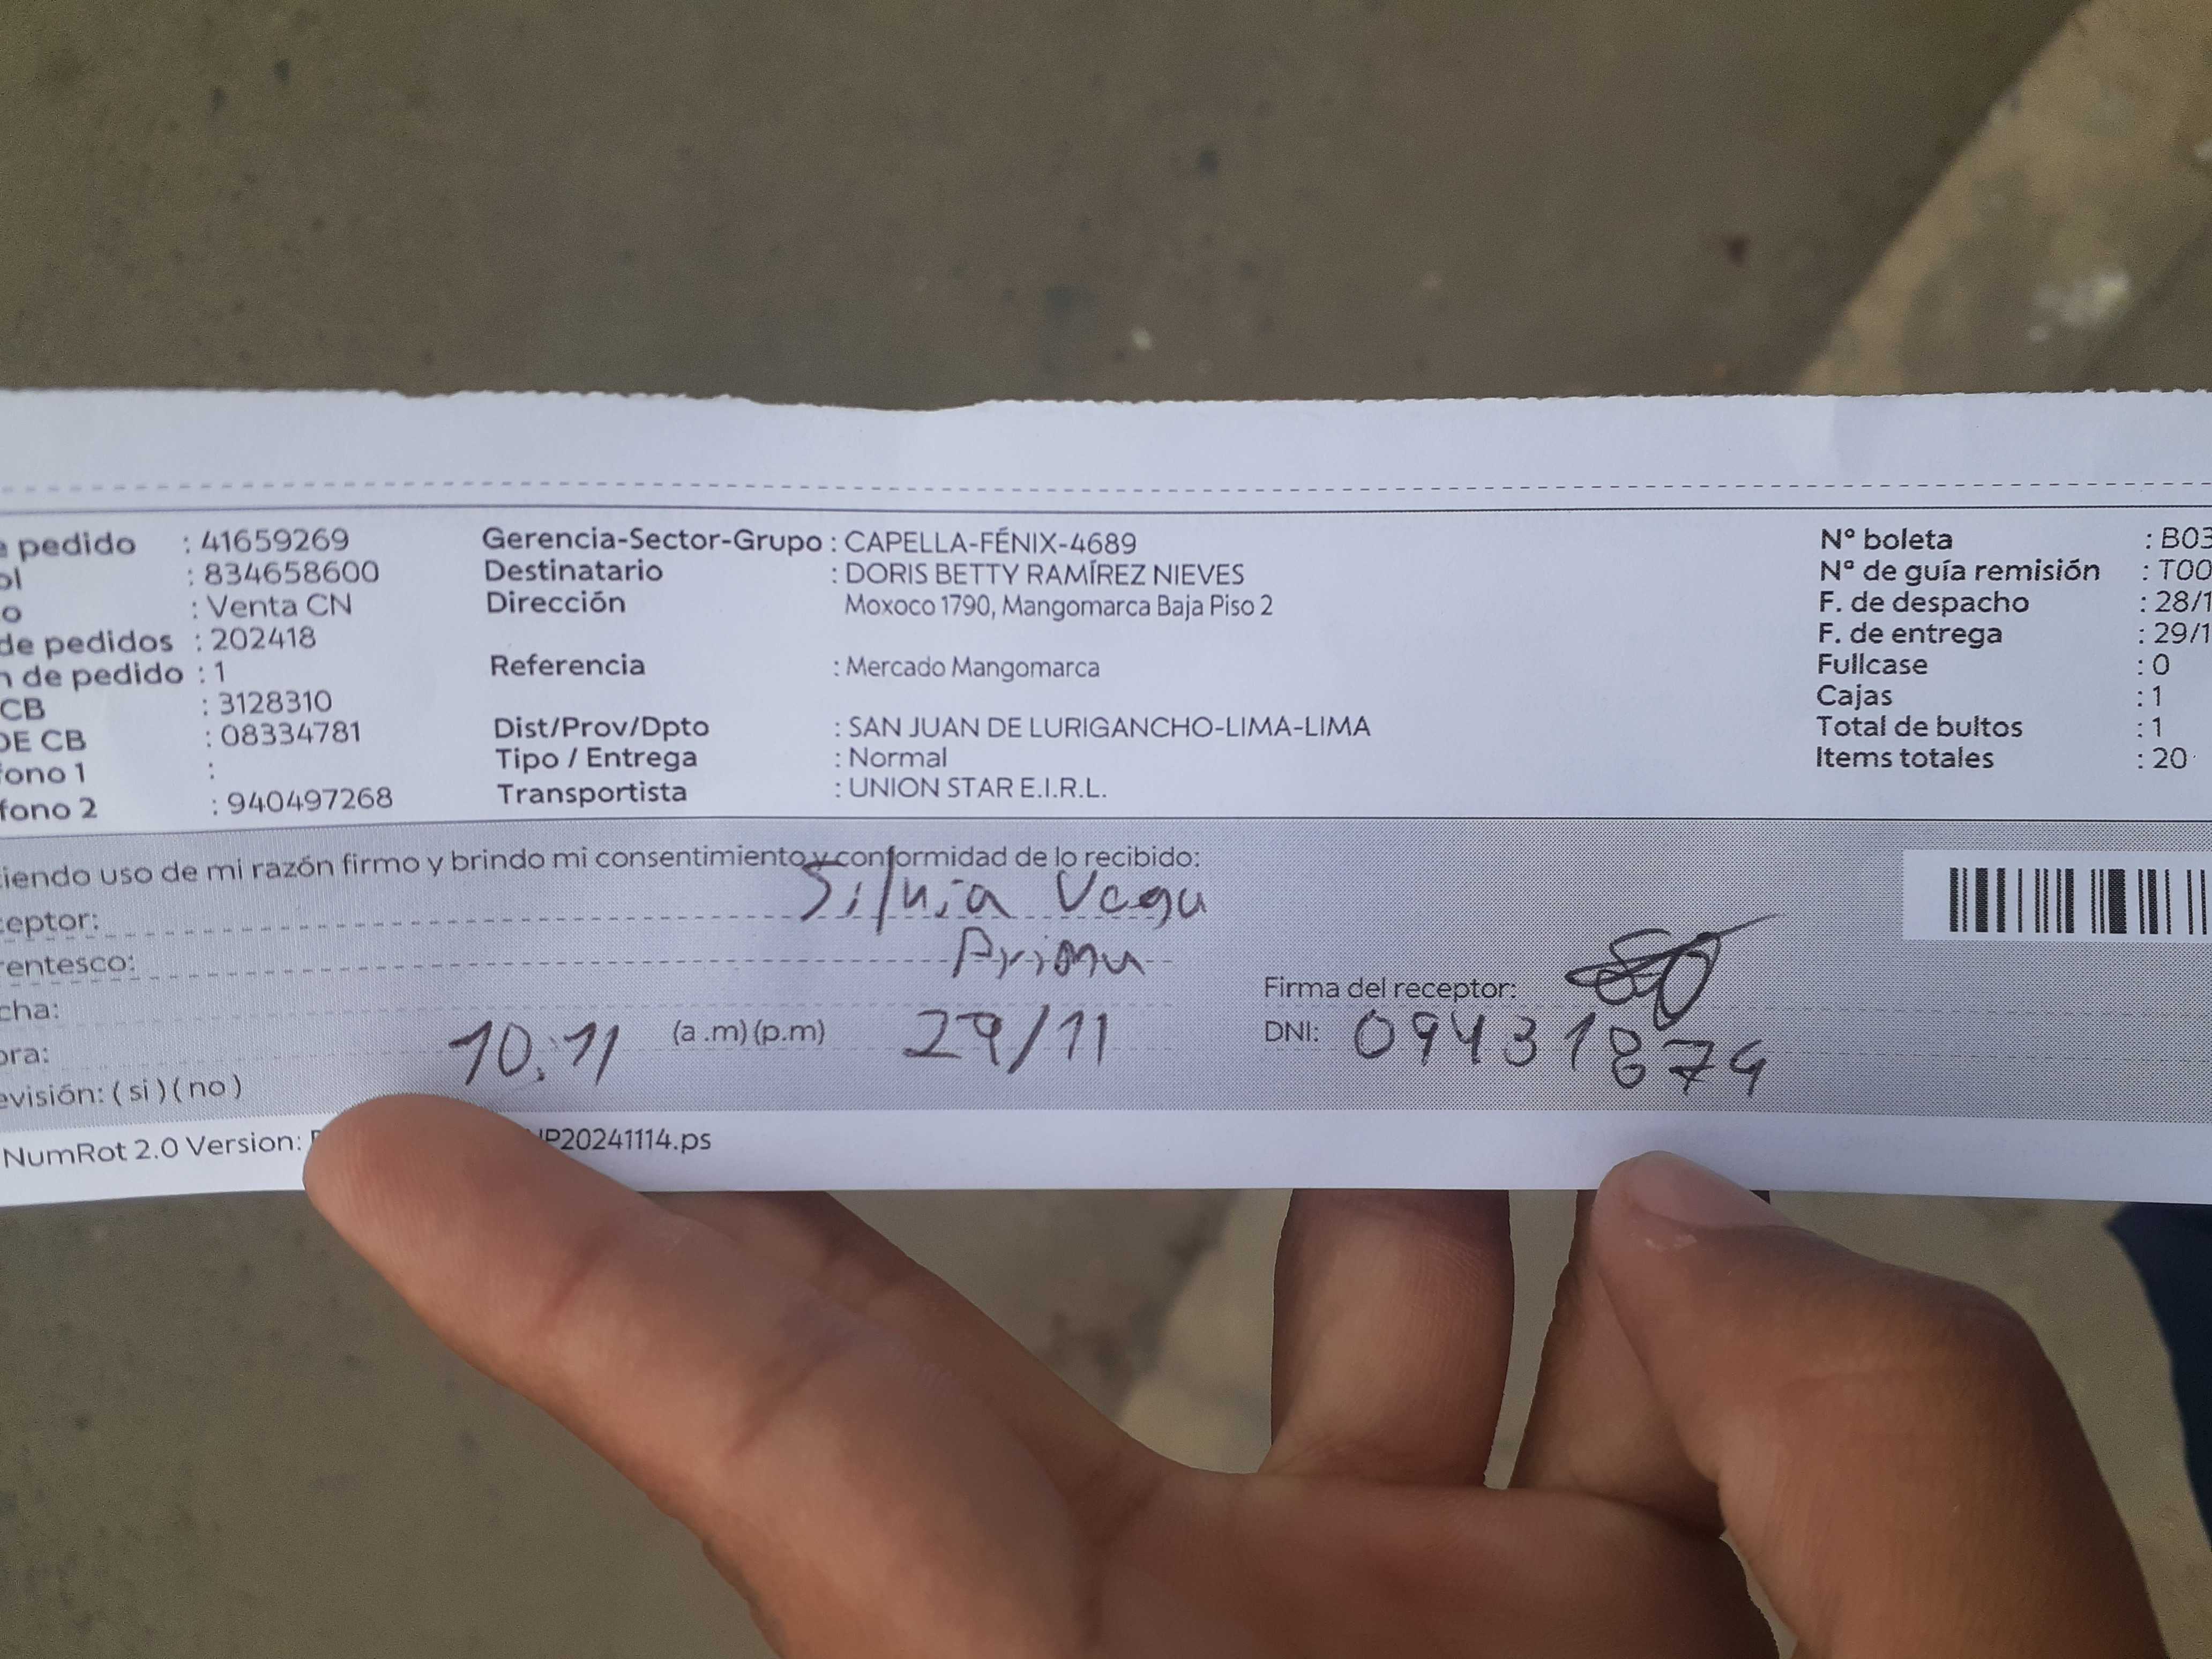 e pedido : 41659269 Gerencia-Sector-Grupo : CAPELLA-FÉNIX-4689 N° boleta : B03
ol : 834658600 Destinatario : DORIS BETTY RAMÍREZ NIEVES Nª de guía remisión : T00
o : Venta CN Dirección Moxoco 1790, Mangomarca Baja Piso 2 F. de despacho : 28/1
de pedidos : 202418 F. de entrega : 29/1
n de pedido : 1 Referencia : Mercado Mangomarca Fullcase : 0
CB : 3128310 Cajas : 1
DE CB : 08334781 Dist/Prov/Dpto : SAN JUAN DE LURIGANCHO-LIMA-LIMA Total de bultos : 1
fono 1 : Tipo / Entrega : Normal Items totales : 20
fono 2 : 940497268 Transportista : UNION STAR E.I.R.L.
ciendo uso de mi razón firmo y brindo mi consentimiento y conformidad de lo recibido:
ceptor: Silvia Vega
rentesco: Prima
cha: Firma del receptor:
ora: 10:11 (a .m) (p.m) 29/11 DNI: 09431874
evisión: ( si ) ( no )
NumRot 2.0 Version: P20241114.ps